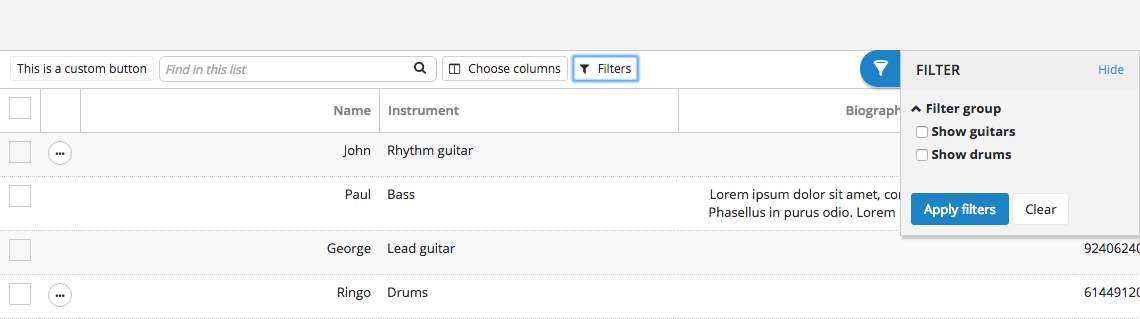 This is a custom button Find in this list Choose columns Filters
FILTER Hide
Filter group
Show guitars
Show drums
Apply filters Clear
Name Instrument
John Rhythm guitar
Paul Bass Lorem ipsum dolor sit amet,
Phasellus in purus odio. Lorem
George Lead guitar 92406240
Ringo Drums 61449120